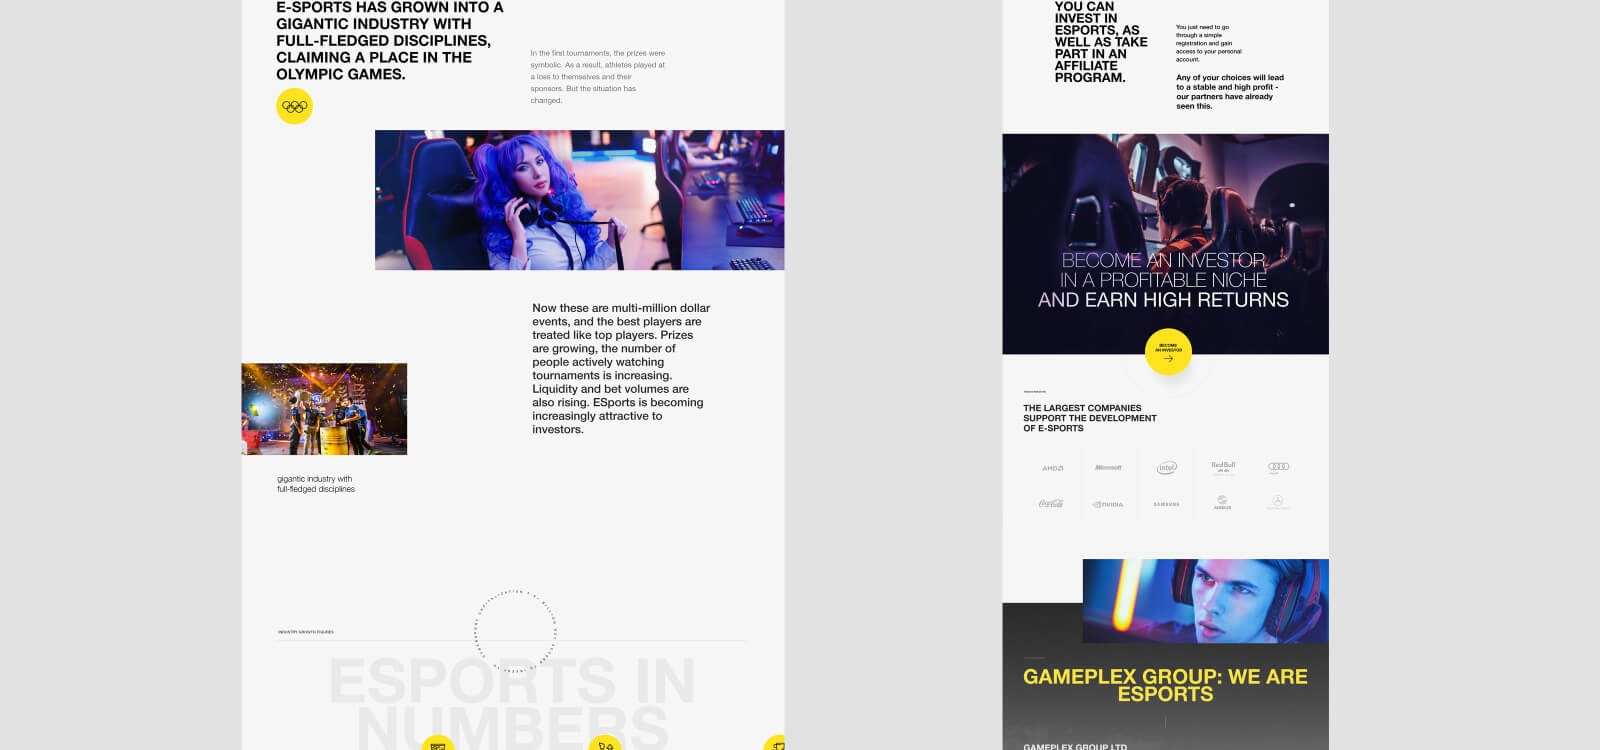 E-SPORTS HAS GROWN INTO A
GIGANTIC INDUSTRY WITH
FULL-FLEDGED DISCIPLINES,
CLAIMING A PLACE IN THE
OLYMPIC GAMES.
In the first tournaments, the prizes were
symbolic. As a result, athletes played at
a loss to themselves and their
sponsors. But the situation has
changed.
Now these are multi-million dollar
events, and the best players are
treated like top players. Prizes
are growing, the number of
people actively watching
tournaments is increasing.
Liquidity and bet volumes are
also rising. ESports is becoming
increasingly attractive to
investors.
gigantic industry with
full-fledged disciplines
INDUSTRY GROWTH FIGURES
ESPORTS IN
NUMBERS
YOU CAN
INVEST IN
ESPORTS, AS
WELL AS TAKE
PART IN AN
AFFILIATE
PROGRAM.
You just need to go
through a simple
registration and gain
access to your personal
account.
Any of your choices will lead
to a stable and high profit -
our partners have already
seen this.
BECOME AN INVESTOR
IN A PROFITABLE NICHE
AND EARN HIGH RETURNS
BECOME
AN INVESTOR
THE LARGEST COMPANIES
SUPPORT THE DEVELOPMENT
OF E-SPORTS
AMD
Microsoft
intel
Red Bull
Coca-Cola
NVIDIA
SAMSUNG
AIRBUS
GAMEPLEX GROUP: WE ARE
ESPORTS
GAMEPLEX GROUP LTD